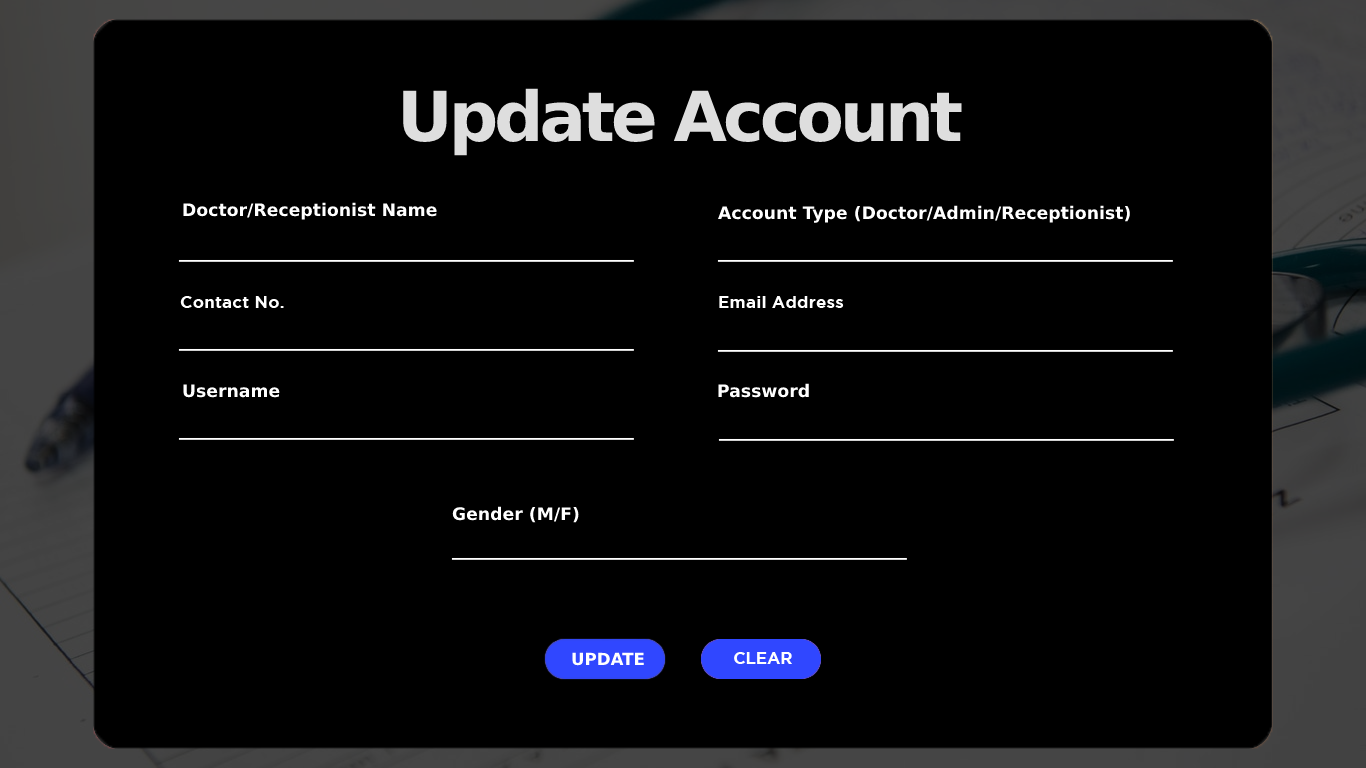 Update Account
Doctor/Receptionist Name
Account Type (Doctor/Admin/Receptionist)
Contact No.
Email Address
Username
Password
Gender (M/F)
UPDATE
CLEAR